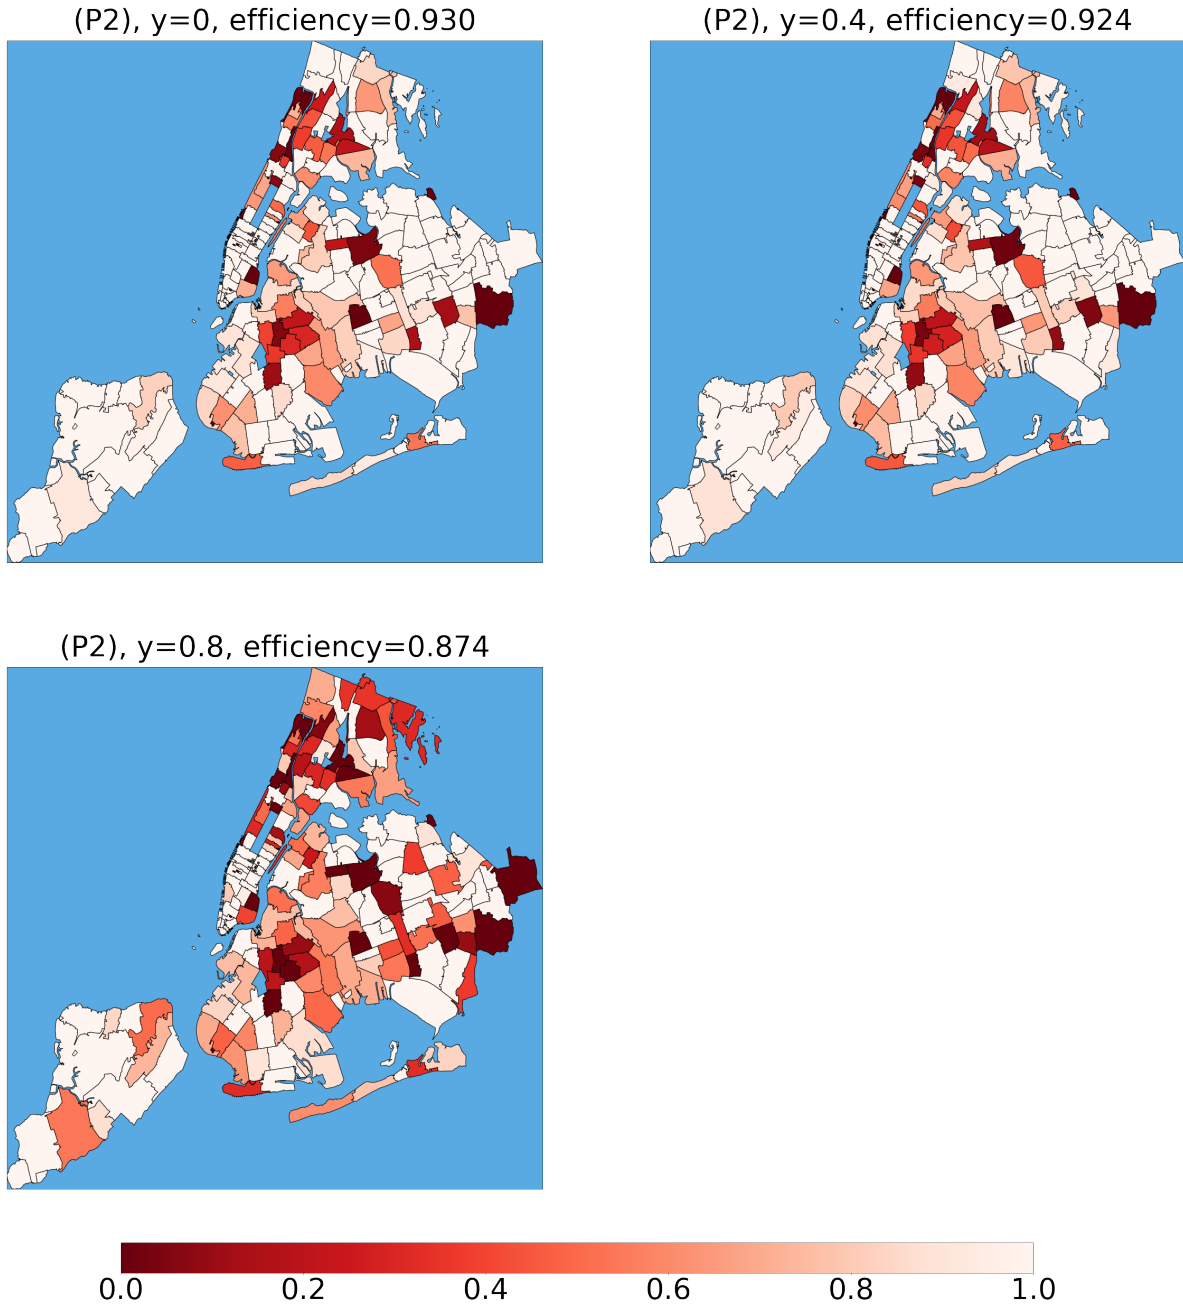 (P2), y=0, efficiency=0.930
(P2), y=0.4, efficiency=0.924
(P2), y=0.8, efficiency=0.874
0.0 0.2 0.4 0.6 0.8 1.0